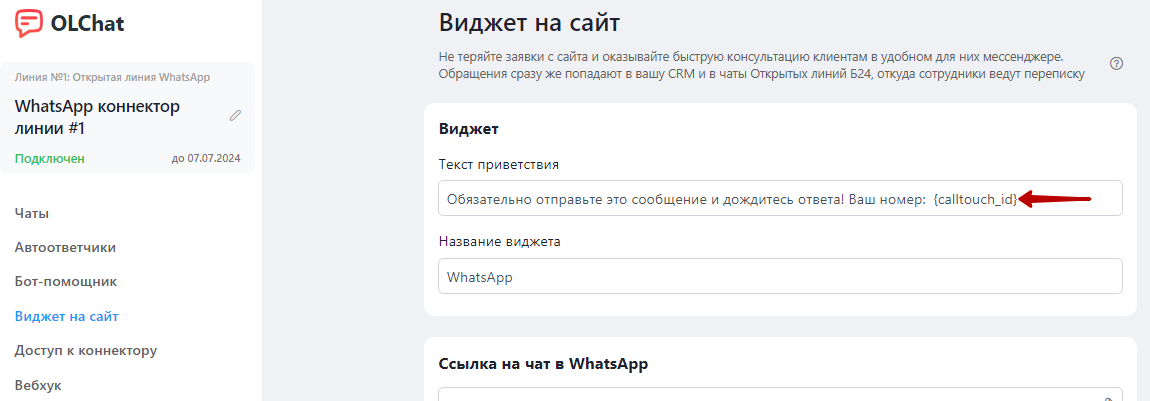 OLChat
Линия №1: Открытая линия WhatsApp
WhatsApp коннектор
линии #1
Подключен
до 07.07.2024
Чаты
Автоответчики
Бот-помощник
Виджет на сайт
Доступ к коннектору
Вебхук
Виджет на сайт
Не теряйте заявки с сайта и оказывайте быструю консультацию клиентам в удобном для них мессенджере.
Обращения сразу же попадают в вашу CRM и в чаты Открытых линий Б24, откуда сотрудники ведут переписку
Виджет
Текст приветствия
Обязательно отправьте это сообщение и дождитесь ответа! Ваш номер: {calltouch_id}
Название виджета
WhatsApp
Ссылка на чат в WhatsApp